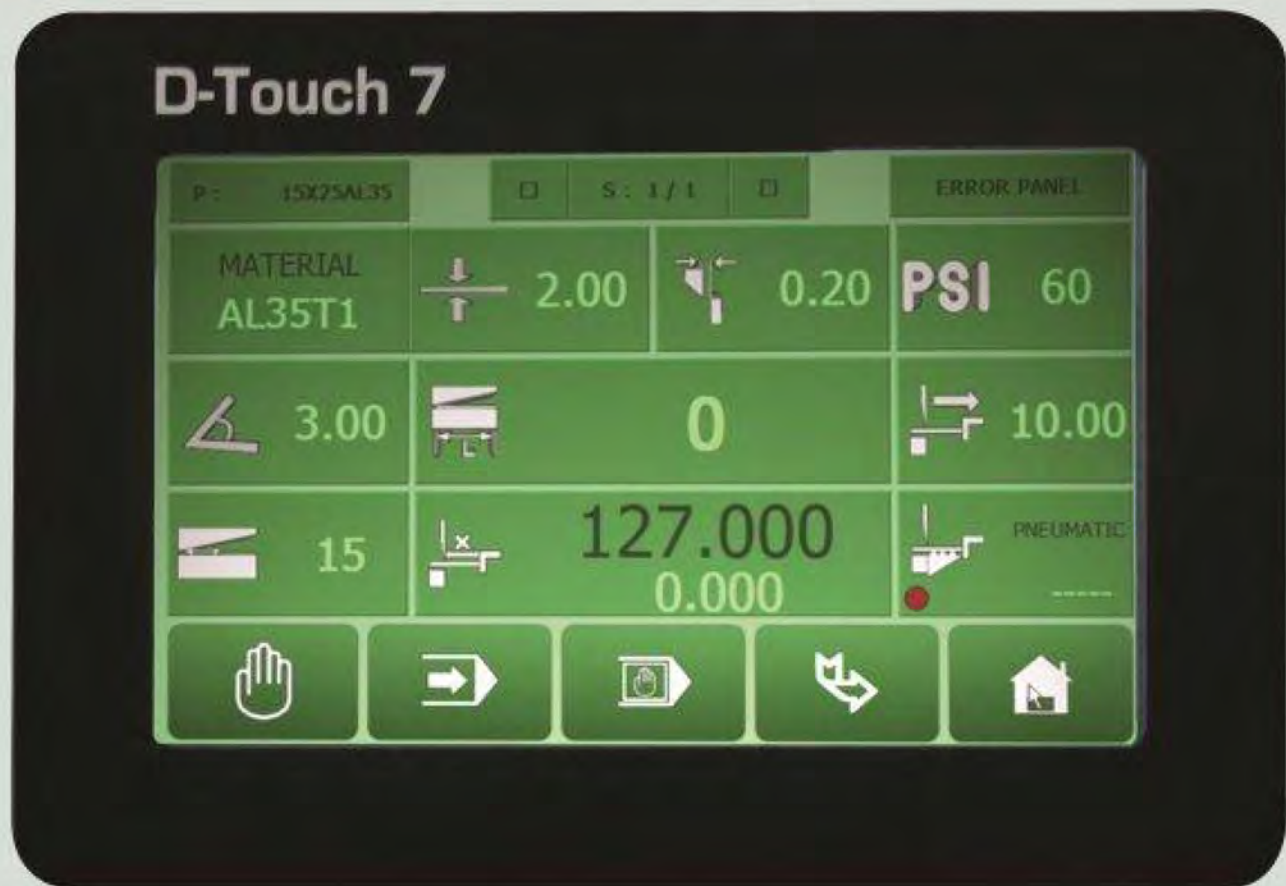 D-Touch 7
P: 15X25AL35 S: 1/1 ERROR PANEL
MATERIAL
AL35T1
2.00
0.20
PSI 60
3.00
L
0
10.00
15
X
127.000
0.000
PNEUMATIC
-----